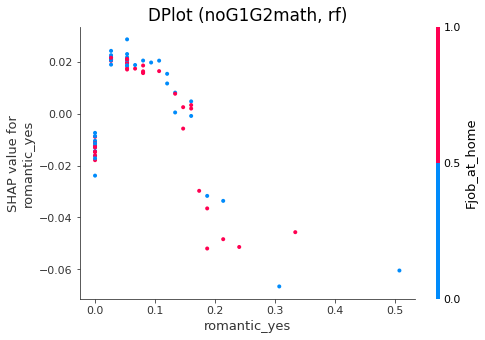 DPlot (noG1G2math, rf)
SHAP value for
romantic_yes
0.02
0.00
−0.02
−0.04
−0.06
0.0
0.1
0.2
0.3
0.4
0.5
romantic_yes
1.0
0.5
0.0
Fjob_at_home